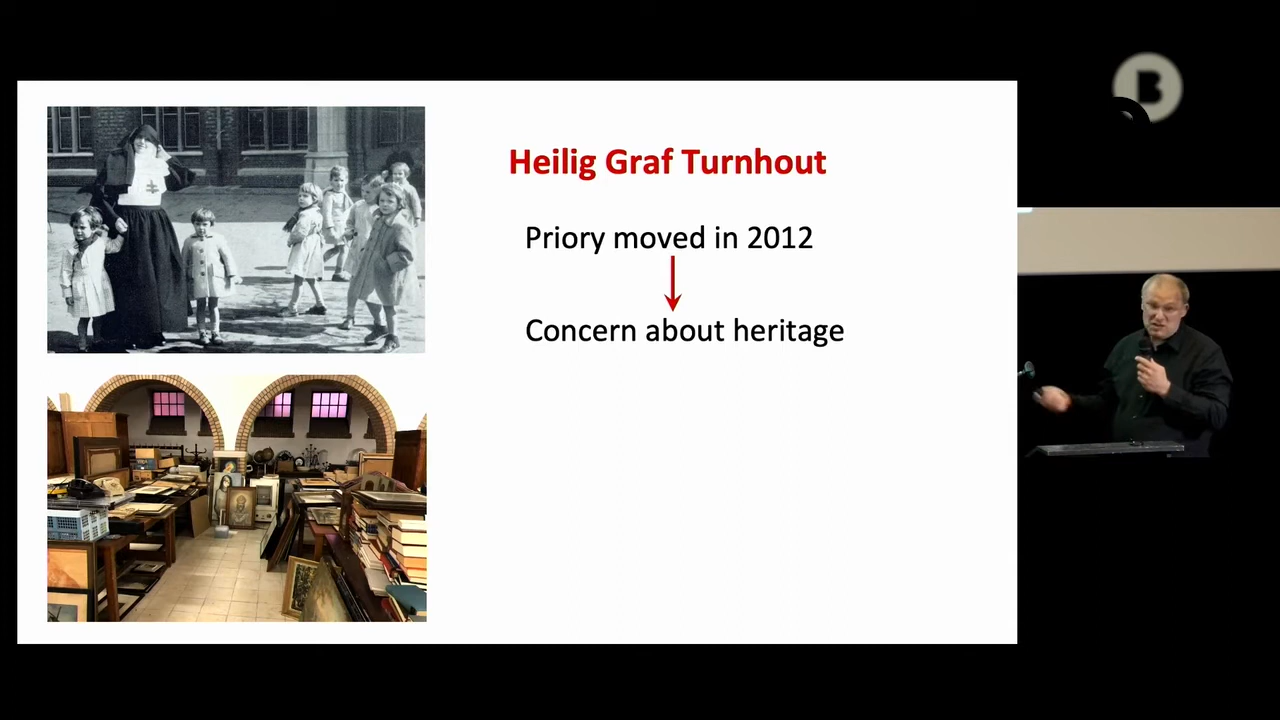 Heilig Graf Turnhout
Priory moved in 2012
Concern about heritage
B